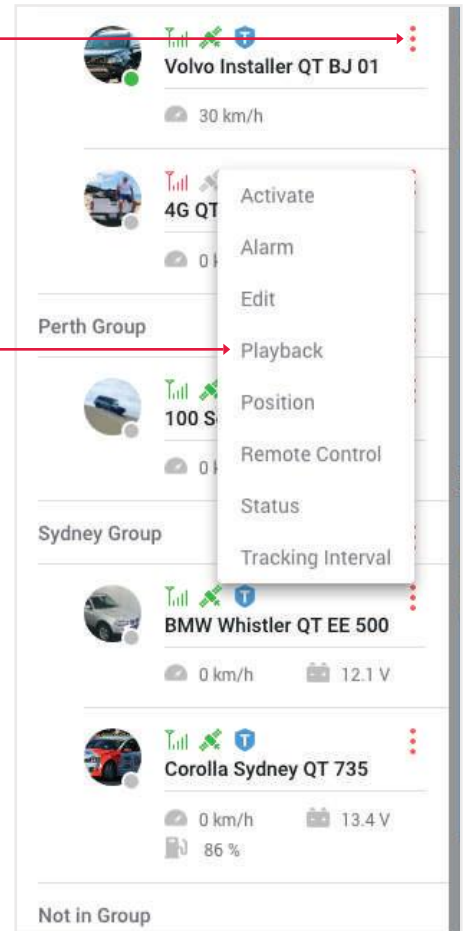 Volvo Installer QT BJ 01
30 km/h
4G QT
Activate
Alarm
0
Edit
Perth Group
Playback
100 S
Position
0
Remote Control
Status
Sydney Group
Tracking Interval
BMW Whistler QT EE 500
0 km/h 12.1 V
Corolla Sydney QT 735
0 km/h 13.4 V
86 %
Not in Group